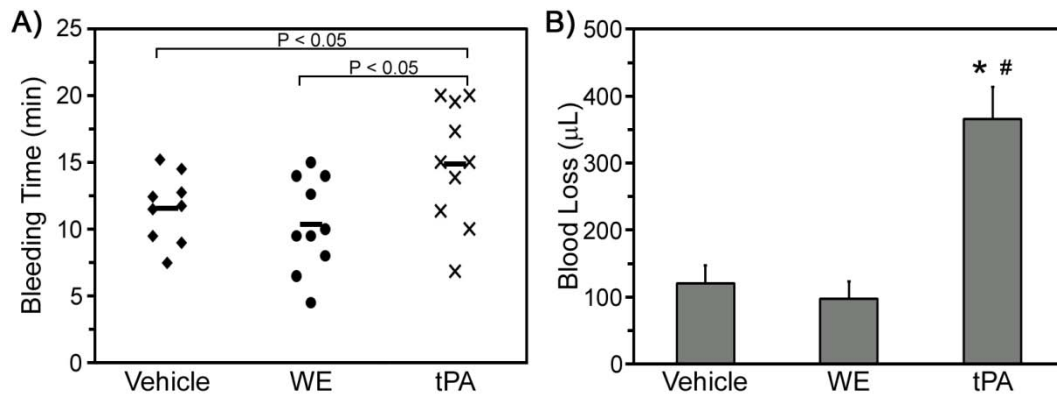 A)
Bleeding Time (min)
25
20
15
10
5
0
P < 0.05
P < 0.05
Vehicle WE tPA
B)
Blood Loss (μL)
500
400
300
200
100
0
* #
Vehicle WE tPA